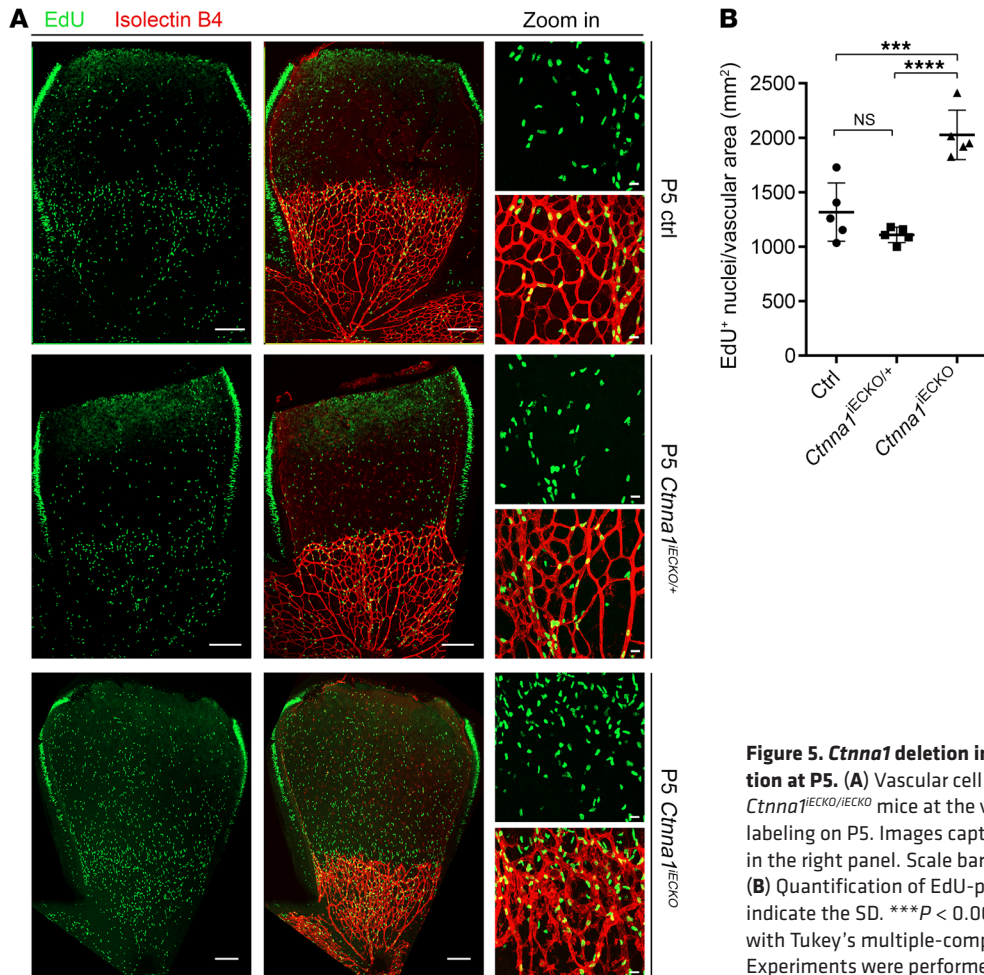 A
EdU Isolectin B4 Zoom in
P5 ctrl
P5 Ctnna1iECKO/+
P5 Ctnna1iECKO
B
*** 
****
NS
EdU⁺ nuclei/vascular area (mm²)
2500
2000
1500
1000
500
0
Ctrl
Ctnna1iECKO/+
Ctnna1iECKO
Figure 5. Ctnna1 deletion in
tion at P5. (A) Vascular cell
Ctnna1iECKO/iECKO mice at the
labeling on P5. Images capt
in the right panel. Scale bar
(B) Quantification of EdU-p
indicate the SD. ***P < 0.00
with Tukey's multiple-comp
Experiments were performe